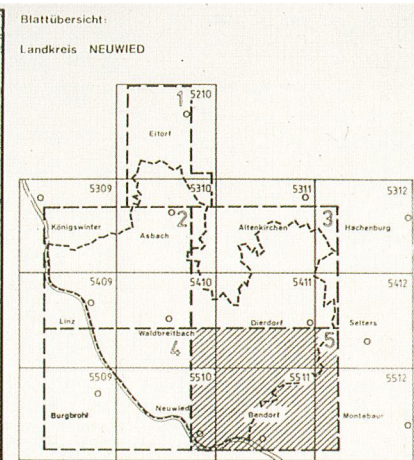 Blattübersicht:
Landkreis NEUWIED
1 5210
Eitorf
5309 5310 5311 5312
Königswinter 2 Altenkirchen 3 Hachenburg
Asbach
5409 5410 5411 5412
Linz Dierdorf Selters
Waldbreitbach 5
4
5509 5510 5511 5512
Burgbrohl Neuwied Bendorf Montabaur